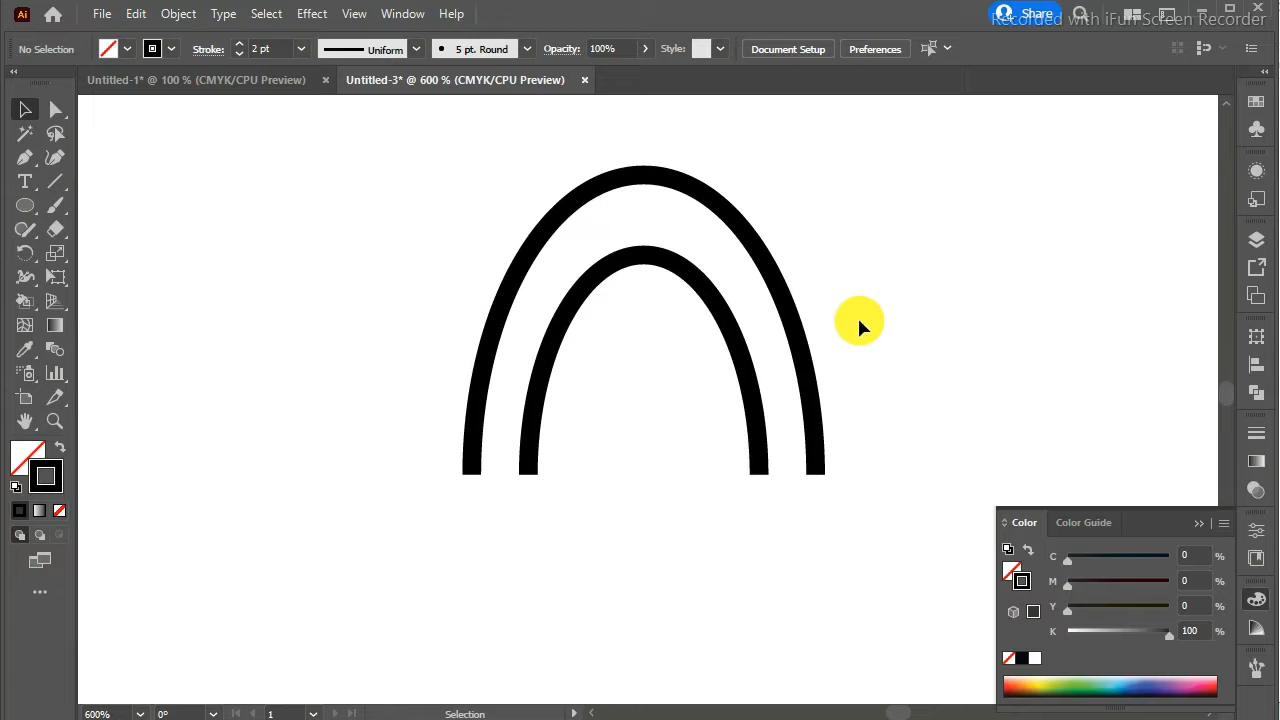 Ai File Edit Object Type Select Effect View Window Help Share
Recorded with iFun Screen Recorder
No Selection Stroke: 2 pt Uniform 5 pt. Round Opacity: 100% Style: Document Setup Preferences
Untitled-1* @ 100 % (CMYK/CPU Preview) Untitled-3* @ 600 % (CMYK/CPU Preview)
Color Color Guide
C 0 %
M 0 %
Y 0 %
K 100 %
600% 0° 1 Selection